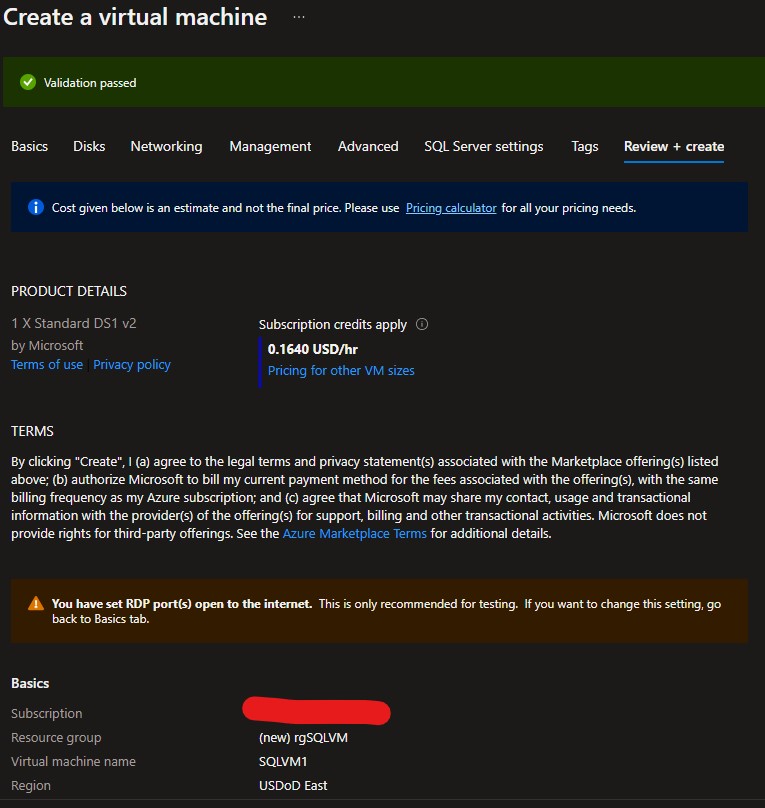 Create a virtual machine ...
Validation passed
Basics Disks Networking Management Advanced SQL Server settings Tags Review + create
Cost given below is an estimate and not the final price. Please use Pricing calculator for all your pricing needs.
PRODUCT DETAILS
1 X Standard DS1 v2
by Microsoft
Terms of use | Privacy policy
Subscription credits apply
0.1640 USD/hr
Pricing for other VM sizes
TERMS
By clicking "Create", I (a) agree to the legal terms and privacy statement(s) associated with the Marketplace offering(s) listed
above; (b) authorize Microsoft to bill my current payment method for the fees associated with the offering(s), with the same
billing frequency as my Azure subscription; and (c) agree that Microsoft may share my contact, usage and transactional
information with the provider(s) of the offering(s) for support, billing and other transactional activities. Microsoft does not
provide rights for third-party offerings. See the Azure Marketplace Terms for additional details.
You have set RDP port(s) open to the internet. This is only recommended for testing. If you want to change this setting, go
back to Basics tab.
Basics
Subscription
Resource group (new) rgSQLVM
Virtual machine name SQLVM1
Region USDoD East